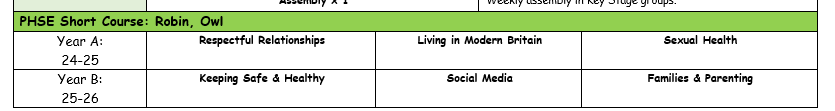 Assembly x 1 Weekly assembly in Key Stage groups.
PHSE Short Course: Robin, Owl
Year A: Respectful Relationships Living in Modern Britain Sexual Health
24-25
Year B: Keeping Safe & Healthy Social Media Families & Parenting
25-26